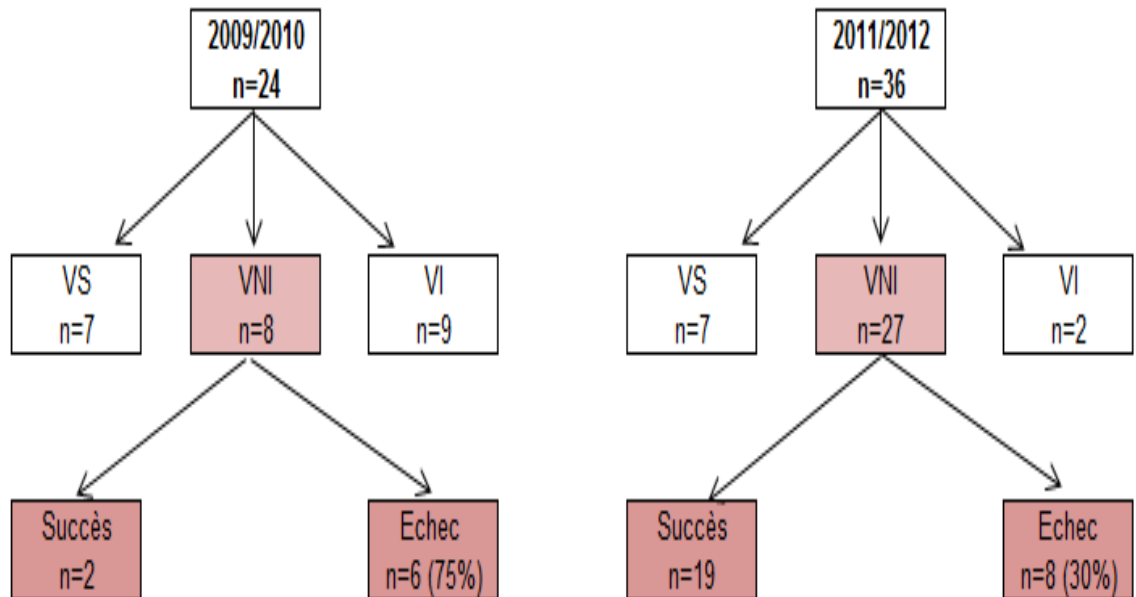 2009/2010
n=24
2011/2012
n=36
VS
n=7
VNI
n=8
VI
n=9
VS
n=7
VNI
n=27
VI
n=2
Succès
n=2
Echec
n=6 (75%)
Succès
n=19
Echec
n=8 (30%)